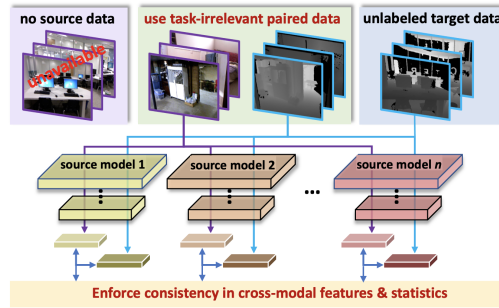 no source data
use task-irrelevant paired data
unlabeled target data
unavailable
source model 1
source model 2
...
source model n
Enforce consistency in cross-modal features & statistics